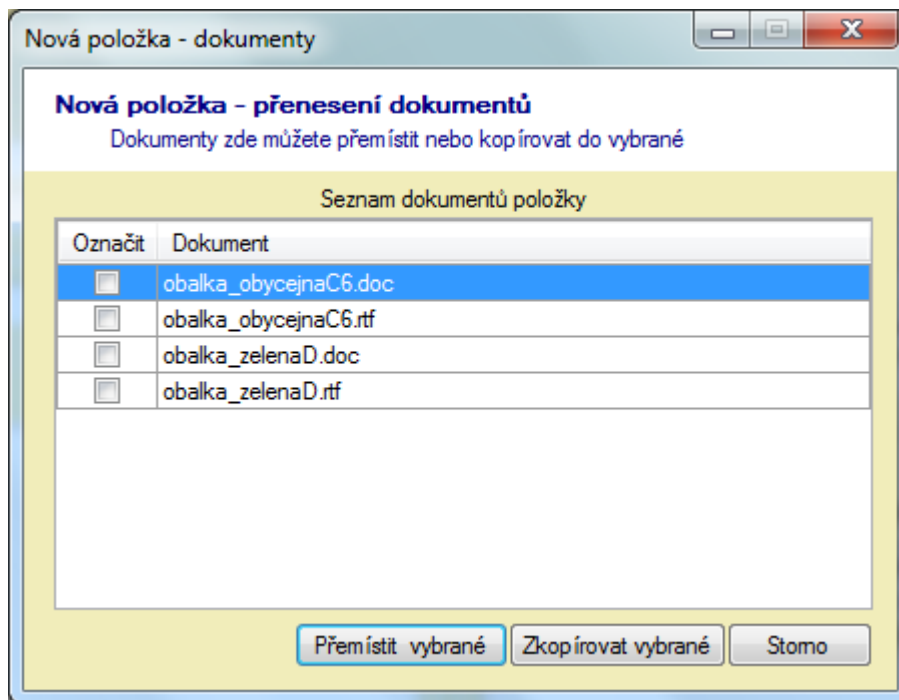 Nová položka - dokumenty
Nová položka - přenesení dokumentů
Dokumenty zde můžete přemístit nebo kopírovat do vybrané
Seznam dokumentů položky
Označit Dokument
obalka_obycejnaC6.doc
obalka_obycejnaC6.rtf
obalka_zelenaD.doc
obalka_zelenaD.rtf
Přemístit vybrané Zkopírovat vybrané Storno